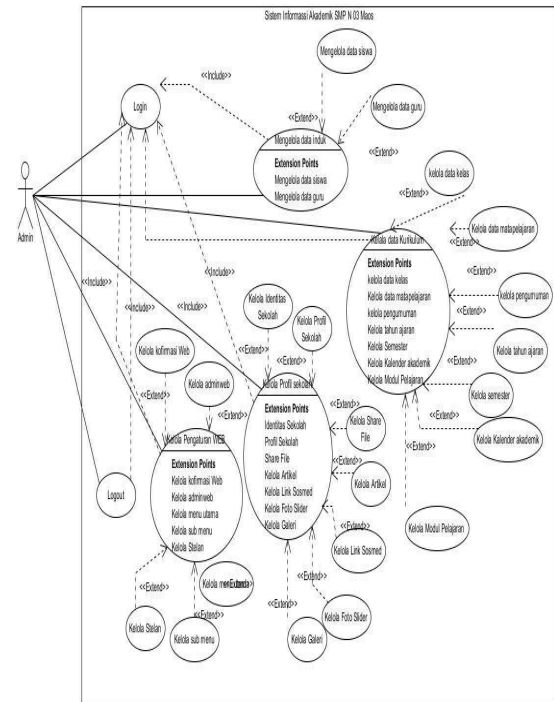 Sistem Informassi Akademik SMP N 03 Maos
Mengelola data siswa
<<Include>>
Login
Mengelola data guru
<<Extend>>
<<Extend>>
Mengelola data induk
Extension Points
Mengelola data siswa
Mengelola data guru
<<Extend>>
kelola data kelas
<<Extend>>
Admin
Kelola data matapelajaran
Kelala data Kurikulum
<<Extend>>
Extension Points
kelola data kelas
Kelola data matapelajaran
kelola pengumuman
Kelola tahun ajaran
Kelola Semester
Kelola Kalender akademik
Kelola Modul Pelajaran
kelola pengumuman
<<Extend>>
Kelola tahun ajaran
<<Extend>>
Kelola semester
<<Extend>>
Kelola Kalender akademik
<<Extend>>
Kelola Modul Pelajaran
<<Include>>
<<Include>>
<<Include>>
Kelola Identitas
Sekolah
Kelola Profil
Sekolah
<<Extend>>
<<Extend>>
Kelola Profil sekolah
Extension Points
Identitas Sekolah
Profil Sekolah
Share File
Kelola Artikel
Kelola Link Sosmed
Kelola Foto Slider
Kelola Galeri
<<Extend>>
Kelola Share
File
<<Extend>>
Kelola Artikel
<<Extend>>
Kelola Link Sosmed
<<Extend>>
Kelola Foto Slider
<<Extend>>
Kelola Galeri
Kelola kofirmasi Web
Kelola adminweb
<<Extend>>
<<Extend>>
Kelola Pengaturan WEB
Extension Points
Kelola kofirmasi Web
Kelola adminweb
Kelola menu utama
Kelola sub menu
Kelola Stelan
Logout
<<Extend>>
<<Extend>>
<<Extend>>
Kelola Stelan
Kelola sub menu